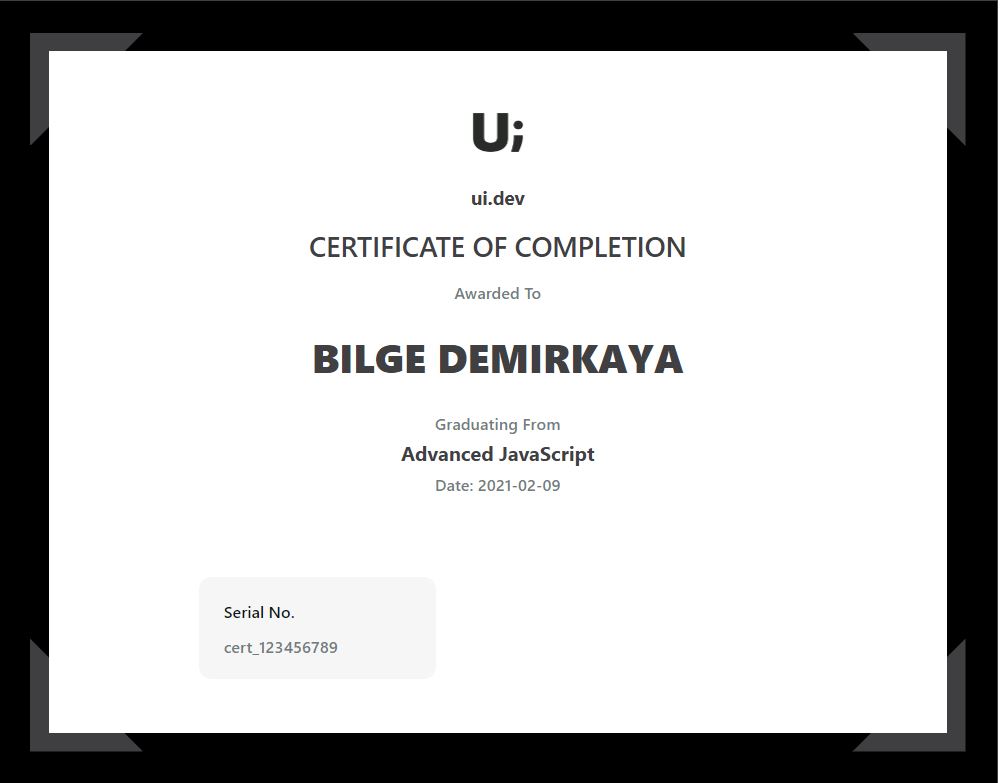 U;
ui.dev
CERTIFICATE OF COMPLETION
Awarded To
BILGE DEMIRKAYA
Graduating From
Advanced JavaScript
Date: 2021-02-09
Serial No.
cert_123456789